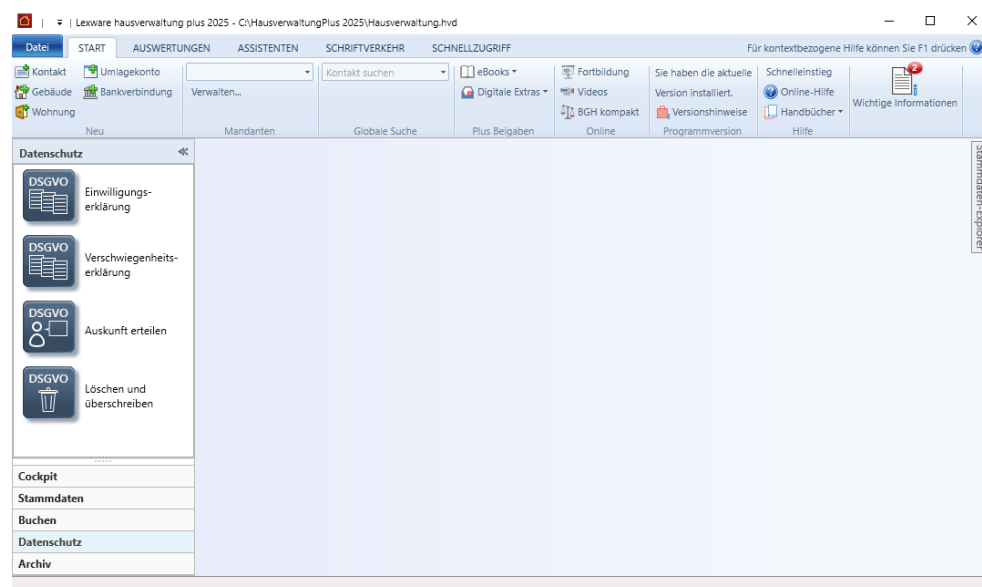 Lexware hausverwaltung plus 2025 - C:\HausverwaltungPlus 2025\Hausverwaltung.hvd
Datei START AUSWERTUNGEN ASSISTENTEN SCHRIFTVERKEHR SCHNELLZUGRIFF Für kontextbezogene Hilfe können Sie F1 drücken
Kontakt Umlagekonto Kontakt suchen eBooks Fortbildung Sie haben die aktuelle Schnelleinstieg 2
Gebäude Bankverbindung Verwalten... Digitale Extras Videos Version installiert. Online-Hilfe Wichtige Informationen
Wohnung BGH kompakt Versionshinweise Handbücher
Neu Mandanten Globale Suche Plus Beigaben Online Programmversion Hilfe
Datenschutz
Stammdaten-Explorer
DSGVO
Einwilligungs-
erklärung
DSGVO
Verschwiegenheits-
erklärung
DSGVO
Auskunft erteilen
DSGVO
Löschen und
überschreiben
Cockpit
Stammdaten
Buchen
Datenschutz
Archiv